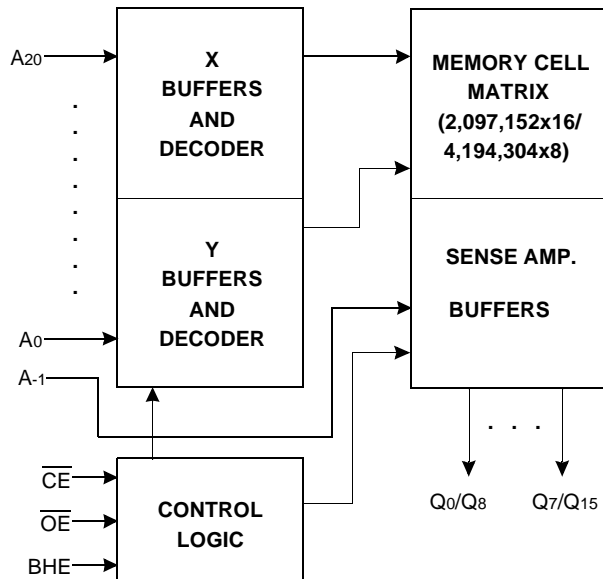 A20
X
BUFFERS
AND
DECODER
MEMORY CELL
MATRIX
(2,097,152x16/
4,194,304x8)
Y
BUFFERS
AND
DECODER
SENSE AMP.
BUFFERS
A0
A-1
CE
OE
BHE
CONTROL
LOGIC
. . .
Q0/Q8
Q7/Q15